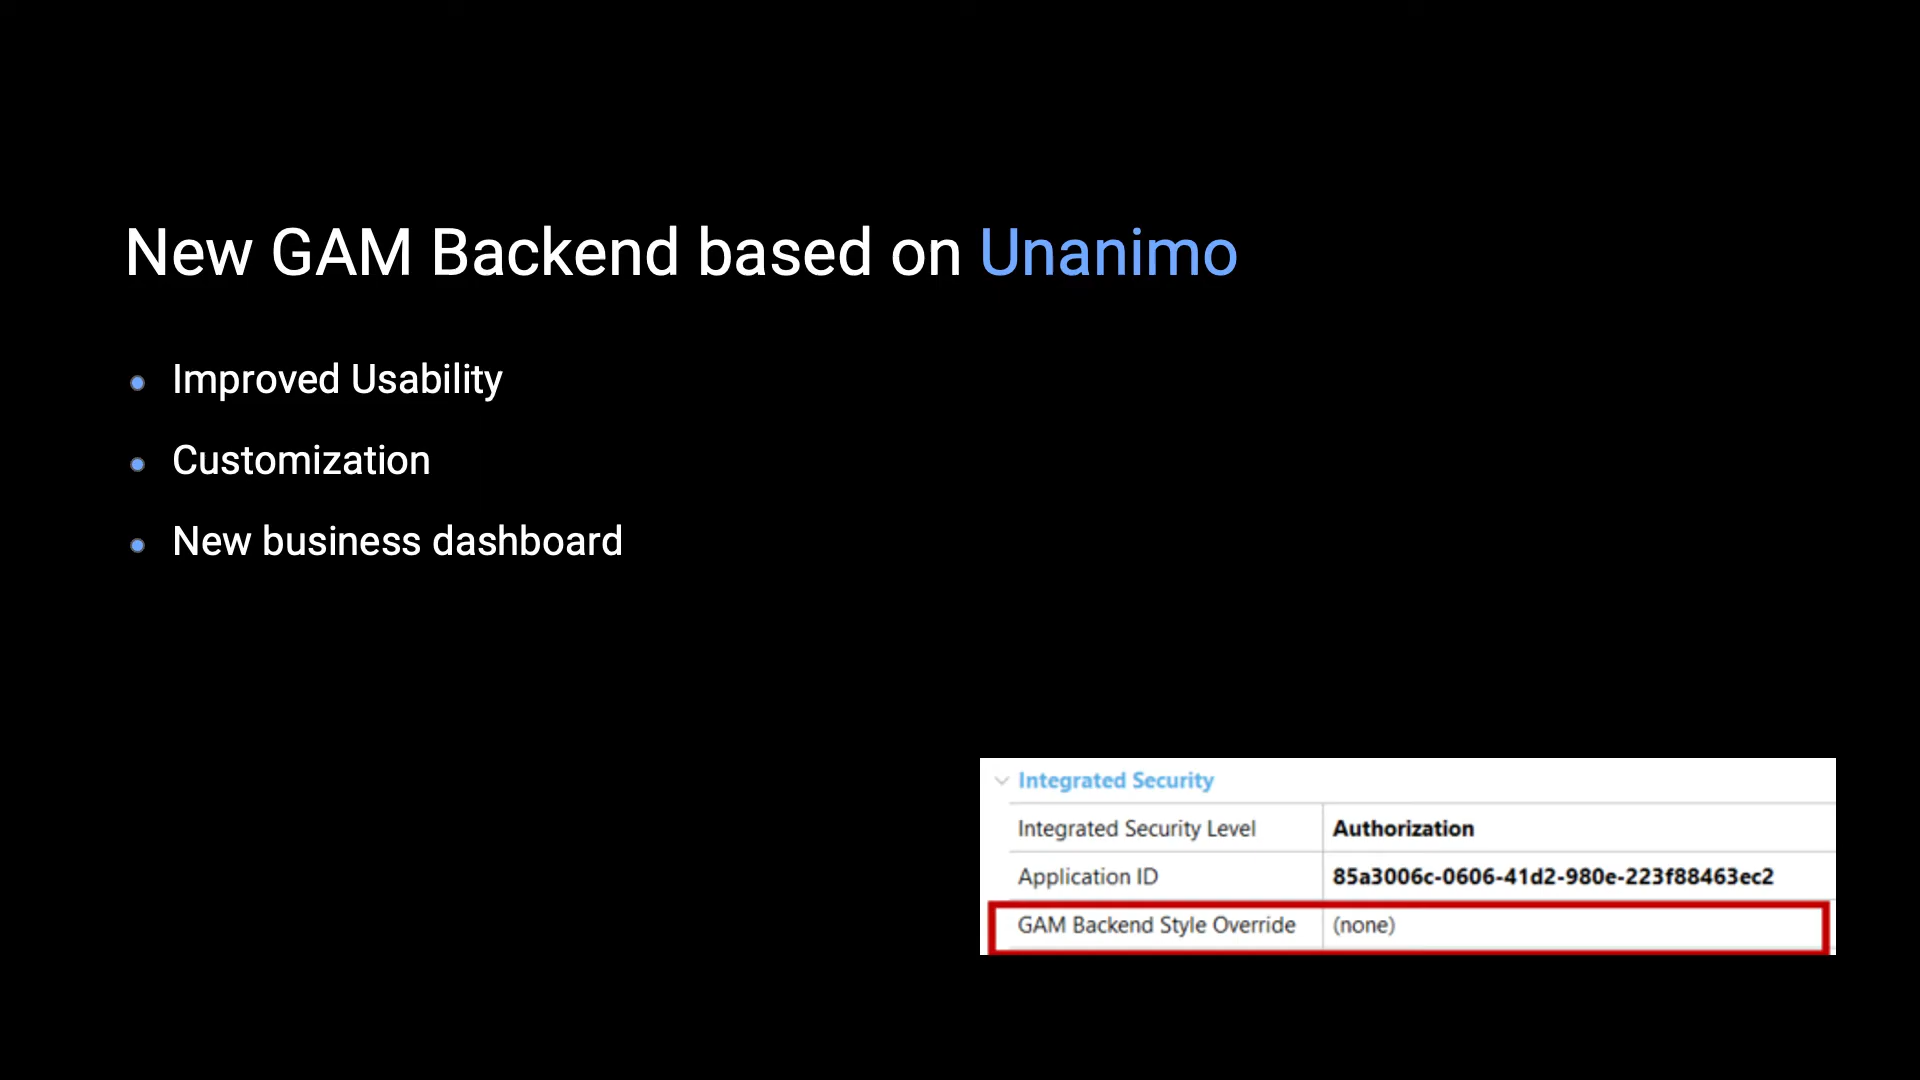 New GAM Backend based on Unanimo
Improved Usability
Customization
New business dashboard
Integrated Security
Integrated Security Level Authorization
Application ID 85a3006c-0606-41d2-980e-223f88463ec2
GAM Backend Style Override (none)